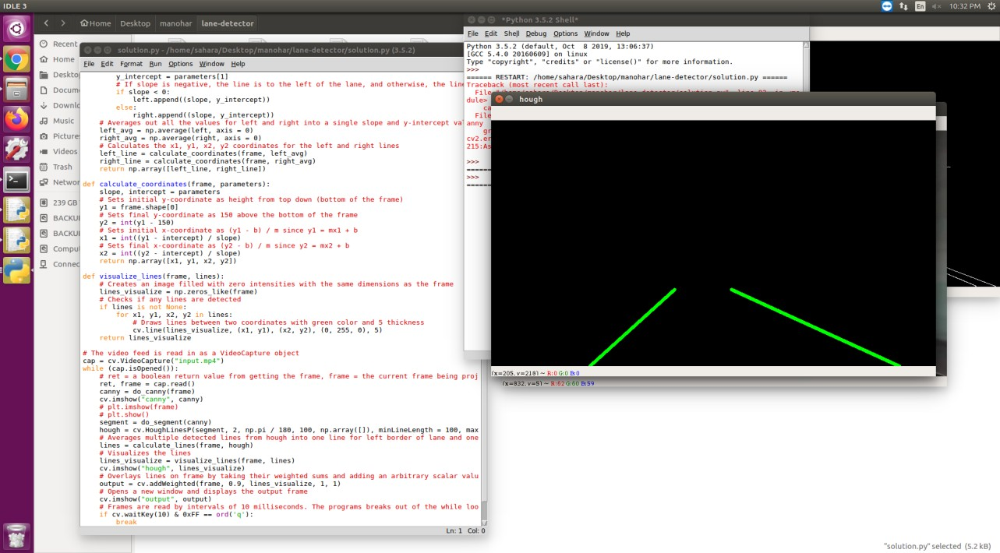 IDLE 3
En
10:32 PM
Home
Desktop
manohar
lane-detector
Recent
Home
Deskto
Docum
Downlo
Music
Picture
Videos
Trash
Networ
239 GB
BACKU
BACKU
Compu
Connec
solution.py - /home/sahara/Desktop/manohar/lane-detector/solution.py (3.5.2)
File Edit Format Run Options Window Help
y_intercept = parameters[1]
# If slope is negative, the line is to the left of the lane, and otherwise, the line
if slope < 0:
left.append((slope, y_intercept))
else:
right.append((slope, y_intercept))
# Averages out all the values for left and right into a single slope and y-intercept val
left_avg = np.average(left, axis = 0)
right_avg = np.average(right, axis = 0)
# Calculates the x1, y1, x2, y2 coordinates for the left and right lines
left_line = calculate_coordinates(frame, left_avg)
right_line = calculate_coordinates(frame, right_avg)
return np.array([left_line, right_line])
def calculate_coordinates(frame, parameters):
slope, intercept = parameters
# Sets initial y-coordinate as height from top down (bottom of the frame)
y1 = frame.shape[0]
# Sets final y-coordinate as 150 above the bottom of the frame
y2 = int(y1 - 150)
# Sets initial x-coordinate as (y1 - b) / m since y1 = mx1 + b
x1 = int((y1 - intercept) / slope)
# Sets final x-coordinate as (y2 - b) / m since y2 = mx2 + b
x2 = int((y2 - intercept) / slope)
return np.array([x1, y1, x2, y2])
def visualize_lines(frame, lines):
# Creates an image filled with zero intensities with the same dimensions as the frame
lines_visualize = np.zeros_like(frame)
# Checks if any lines are detected
if lines is not None:
for x1, y1, x2, y2 in lines:
# Draws lines between two coordinates with green color and 5 thickness
cv.line(lines_visualize, (x1, y1), (x2, y2), (0, 255, 0), 5)
return lines_visualize
# The video feed is read in as a VideoCapture object
cap = cv.VideoCapture("input.mp4")
while (cap.isOpened()):
# ret = a boolean return value from getting the frame, frame = the current frame being proj
ret, frame = cap.read()
canny = do_canny(frame)
cv.imshow("canny", canny)
# plt.imshow(frame)
# plt.show()
segment = do_segment(canny)
hough = cv.HoughLinesP(segment, 2, np.pi / 180, 100, np.array([]), minLineLength = 100, max
# Averages multiple detected lines from hough into one line for left border of lane and one
lines = calculate_lines(frame, hough)
# Visualizes the lines
lines_visualize = visualize_lines(frame, lines)
cv.imshow("hough", lines_visualize)
# Overlays lines on frame by taking their weighted sums and adding an arbitrary scalar valu
output = cv.addWeighted(frame, 0.9, lines_visualize, 1, 1)
# Opens a new window and displays the output frame
cv.imshow("output", output)
# Frames are read by intervals of 10 milliseconds. The programs breaks out of the while loo
if cv.waitKey(10) & 0xFF == ord('q'):
break
Ln: 1 Col: 0
*Python 3.5.2 Shell*
File Edit Shell Debug Options Window Help
Python 3.5.2 (default, Oct 8 2019, 13:06:37)
[GCC 5.4.0 20160609] on linux
Type "copyright", "credits" or "license()" for more information.
>>>
====== RESTART: /home/sahara/Desktop/manohar/lane-detector/solution.py ======
Traceback (most recent call last):
File
dule>
ca
File
anny
gr
cv2.er
215:As
>>>
======
>>>
======
hough
(x=205, y=218) ~ R:0 G:0 B:0
(x=832, y=5) ~ R:62 G:60 B:59
"solution.py" selected (5.2 kB)